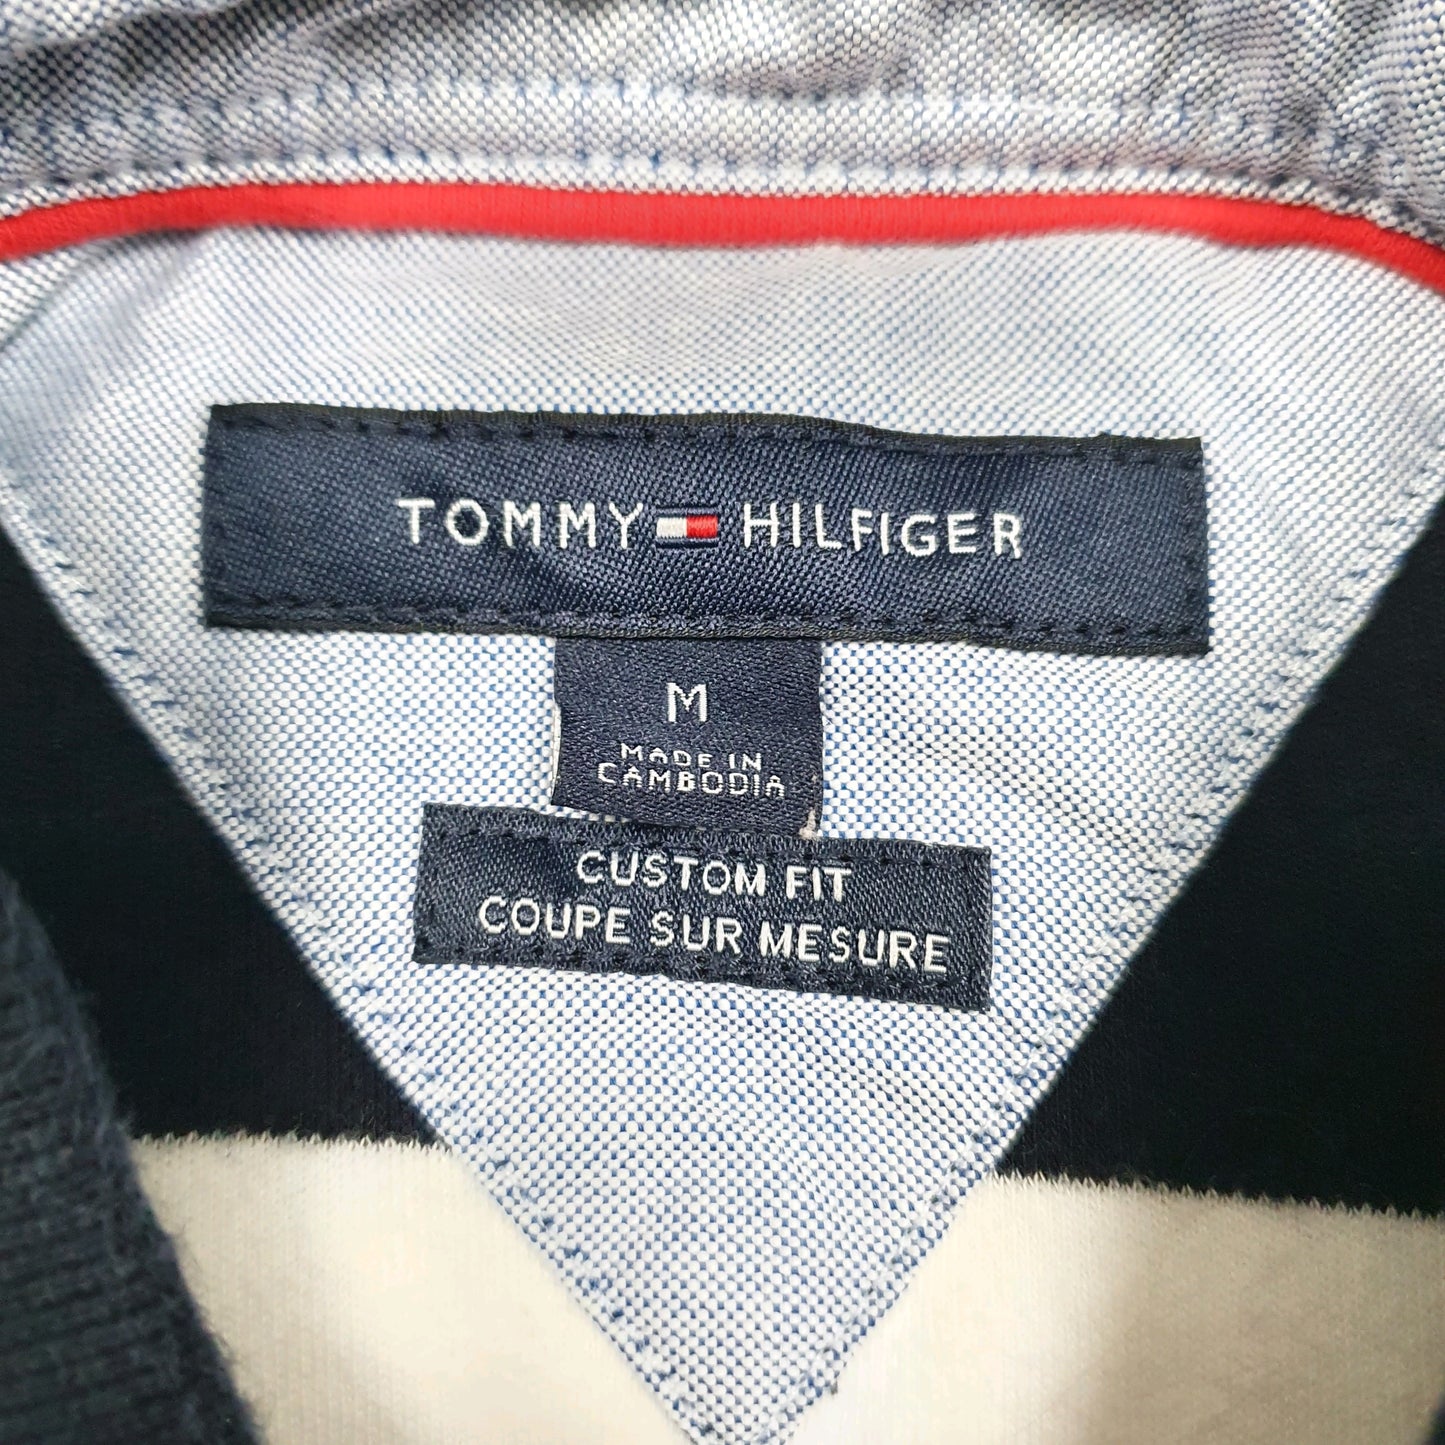 TOMMY HILFIGER
M
MADE IN
CAMBODIA
CUSTOM FIT
COUPE SUR MESURE